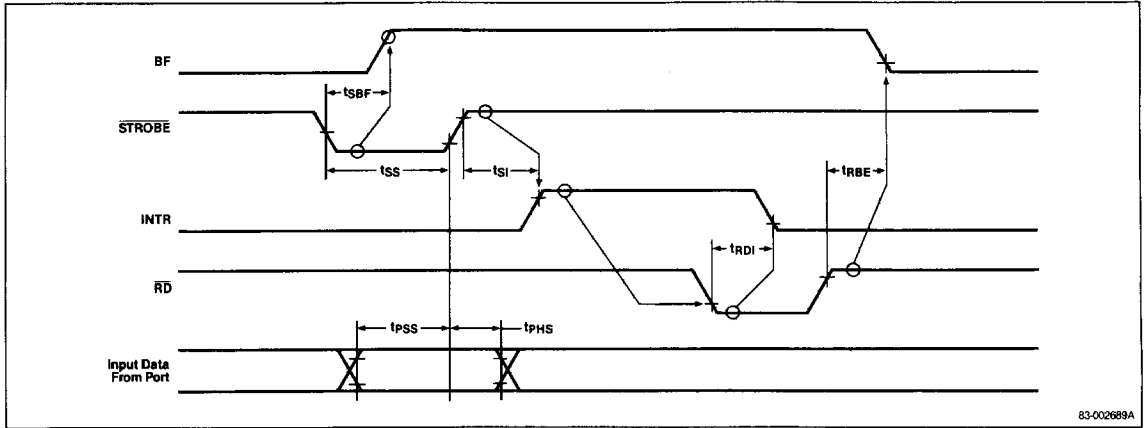 BF
tSBF
STROBE
tSS
tSI
tRBE
INTR
tRDI
RD
tPSS
tPHS
Input Data
From Port
83-002689A